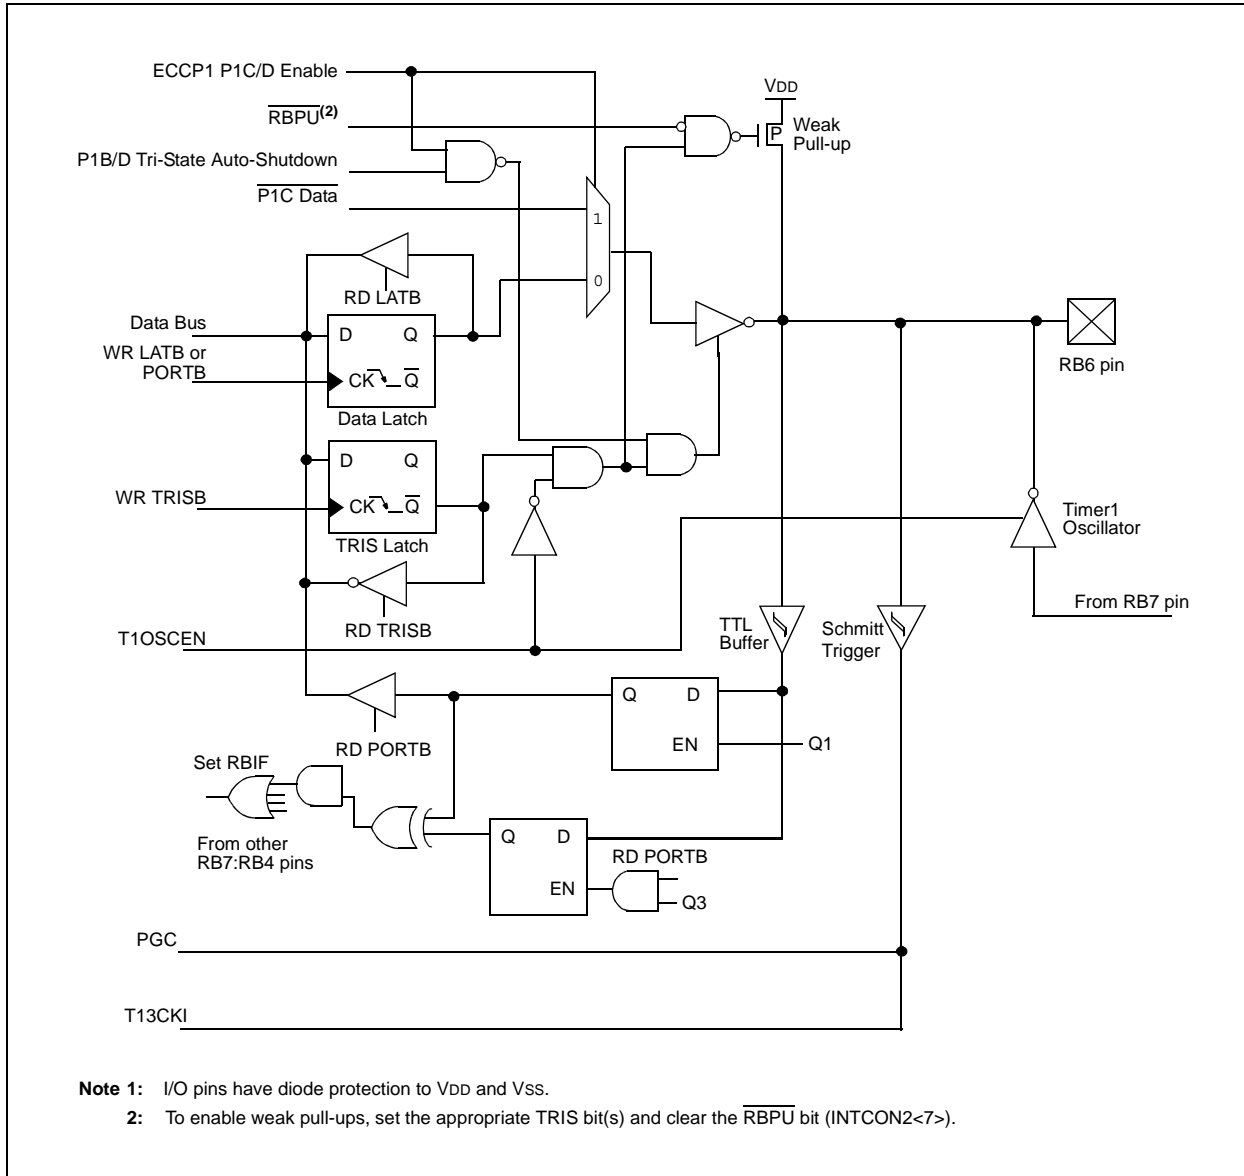 ECCP1 P1C/D Enable
VDD
RBPU(2)
Weak
Pull-up
P
P1B/D Tri-State Auto-Shutdown
P1C Data
1
0
RD LATB
Data Bus
D Q
WR LATB or
PORTB
CK Q
Data Latch
RB6 pin
D Q
WR TRISB
CK Q
TRIS Latch
Timer1
Oscillator
From RB7 pin
RD TRISB
T1OSCEN
TTL
Buffer
Schmitt
Trigger
Q D
EN
Q1
RD PORTB
Set RBIF
From other
RB7:RB4 pins
Q D
EN
RD PORTB
Q3
PGC
T13CKI
Note 1: I/O pins have diode protection to VDD and VSS.
2: To enable weak pull-ups, set the appropriate TRIS bit(s) and clear the RBPU bit (INTCON2<7>).